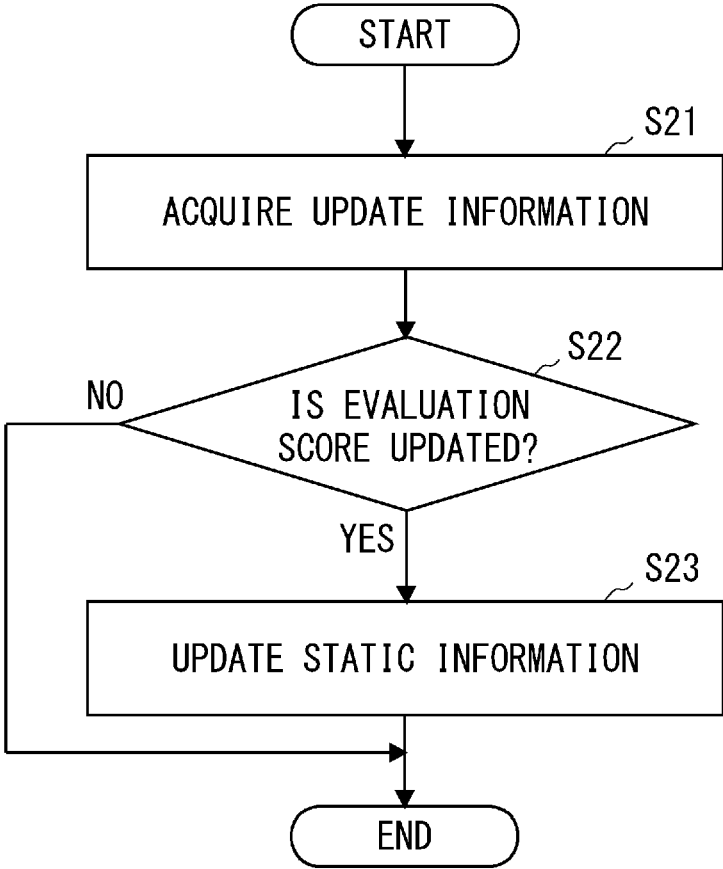 START
S21
ACQUIRE UPDATE INFORMATION
S22
NO
IS EVALUATION
SCORE UPDATED?
YES
S23
UPDATE STATIC INFORMATION
END